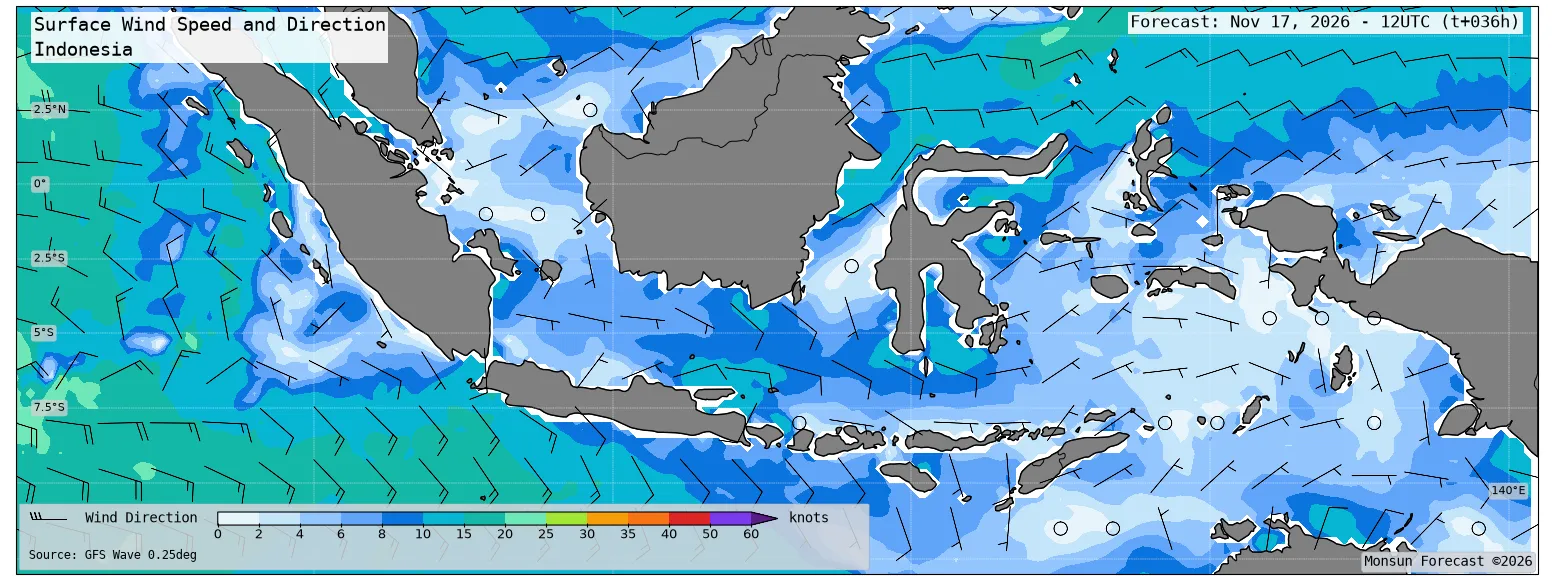 Surface Wind Speed and Direction
Indonesia
Forecast: Nov 17, 2026 - 12UTC (t+036h)
2.5°N
0°
2.5°S
5°S
7.5°S
140°E
Wind Direction
knots
0 2 4 6 8 10 15 20 25 30 35 40 50 60
Source: GFS Wave 0.25deg
Monsun Forecast ©2026